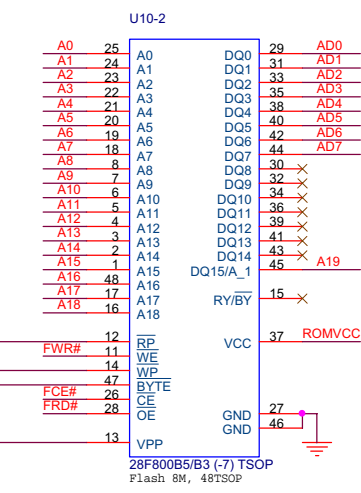 U10-2
A0 25 A0 DQ0 29 AD0
A1 24 A1 DQ1 31 AD1
A2 23 A2 DQ2 33 AD2
A3 22 A3 DQ3 35 AD3
A4 21 A4 DQ4 38 AD4
A5 20 A5 DQ5 40 AD5
A6 19 A6 DQ6 42 AD6
A7 18 A7 DQ7 44 AD7
A8 8 A8 DQ8 30
A9 7 A9 DQ9 32
A10 6 A10 DQ10 34
A11 5 A11 DQ11 36
A12 4 A12 DQ12 39
A13 3 A13 DQ13 41
A14 2 A14 DQ14 43
A15 1 A15 DQ15/A_1 45 A19
A16 48 A16
A17 17 A17 RY/BY 15
A18 16 A18
12 RP VCC 37 ROMVCC
FWR# 11 WE
14 WP
47 BYTE
FCE# 26 CE
FRD# 28 OE GND 27
GND 46
13 VPP
28F800B5/B3 (-7) TSOP
Flash 8M, 48TSOP